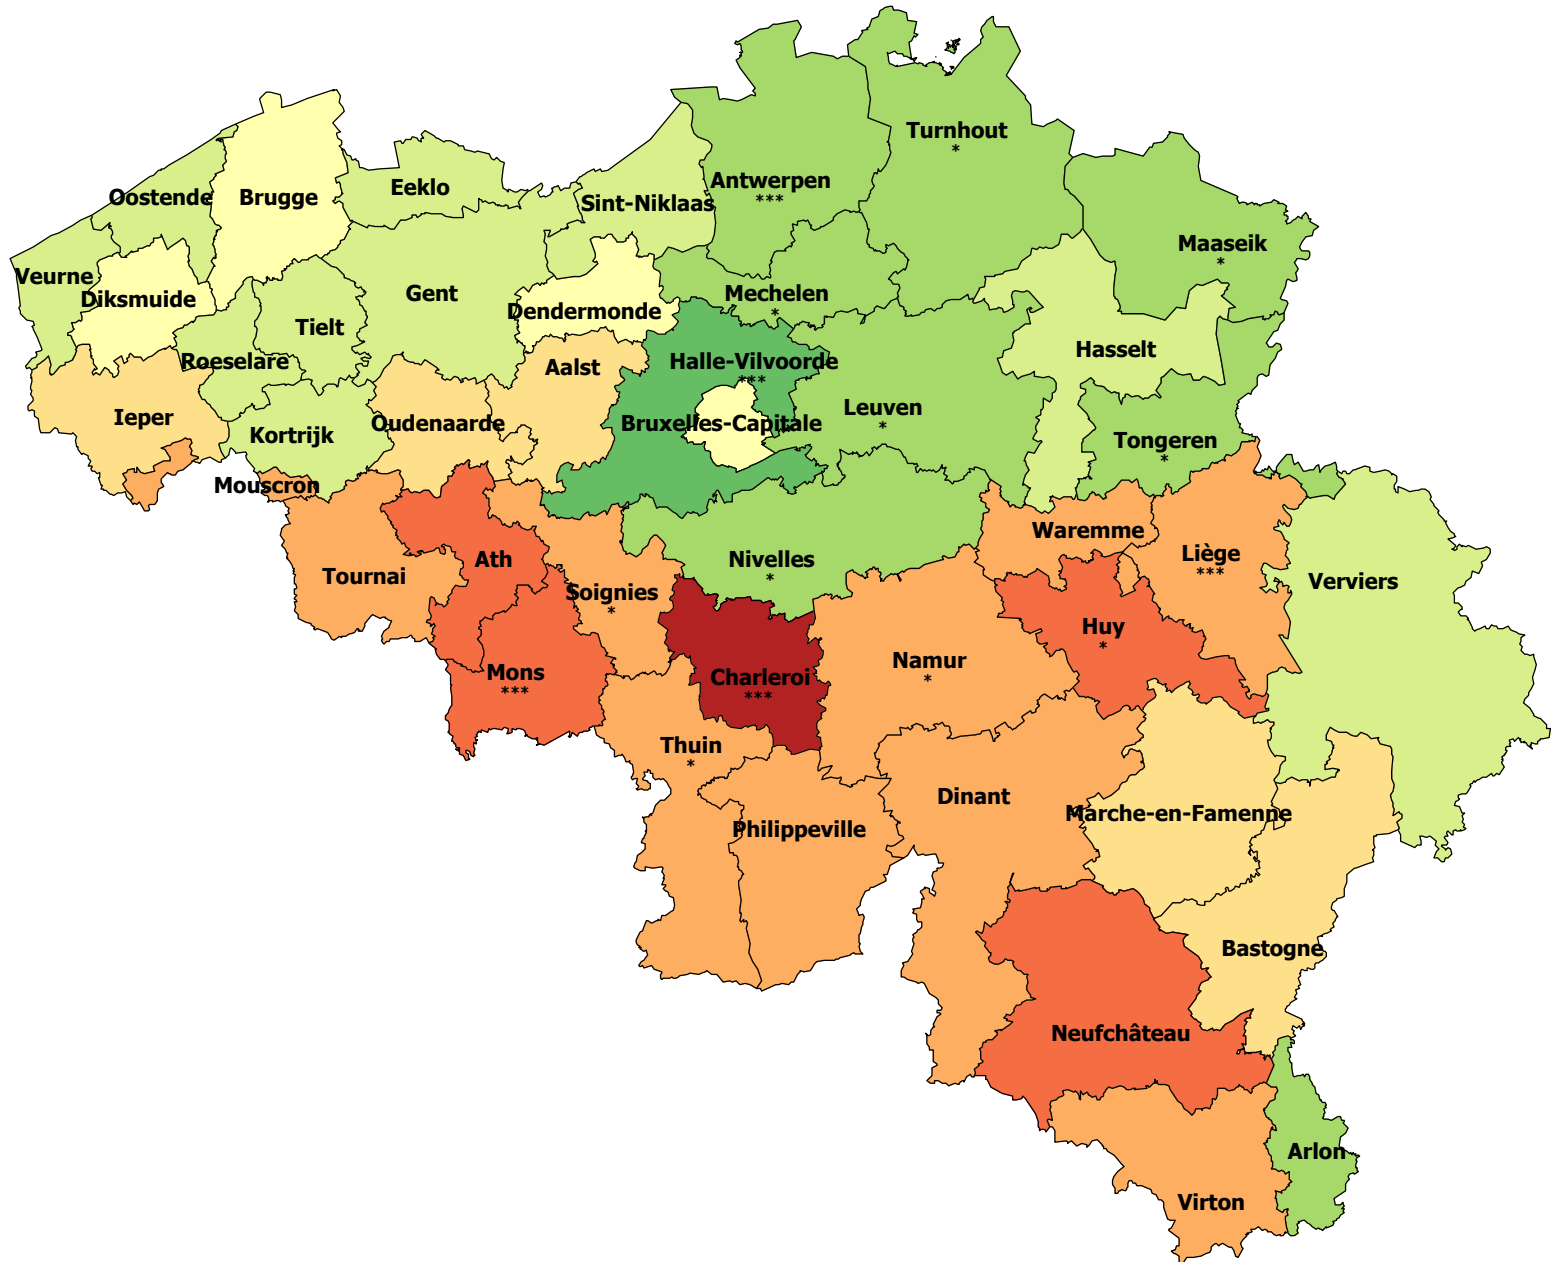 Turnhout
*
Antwerpen
***
Oostende
Brugge
Eeklo
Sint-Niklaas
Maaseik
*
Veurne
Diksmuide
Gent
Dendermonde
Mechelen
*
Tielt
Roeselare
Aalst
Halle-Vilvoorde
***
Hasselt
Ieper
Kortrijk
Oudenaarde
Bruxelles-Capitale
Leuven
*
Tongeren
*
Mouscron
Waremme
Liège
***
Tournai
Ath
Soignies
*
Nivelles
*
Verviers
Huy
*
Mons
***
Charleroi
***
Namur
*
Thuin
*
Dinant
Philippeville
Marche-en-Famenne
Bastogne
Neufchâteau
Arlon
Virton